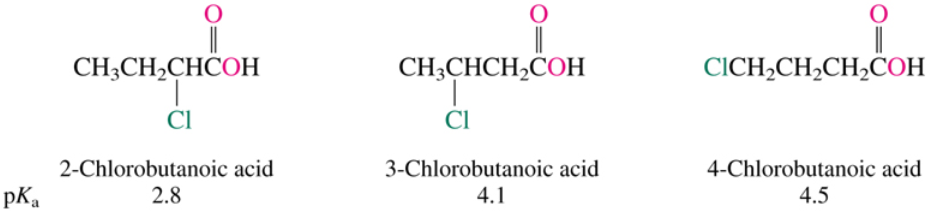 O O O
CH₃CH₂CHCOH CH₃CHCH₂COH ClCH₂CH₂CH₂COH
Cl Cl
2-Chlorobutanoic acid 3-Chlorobutanoic acid 4-Chlorobutanoic acid
pKₐ 2.8 4.1 4.5